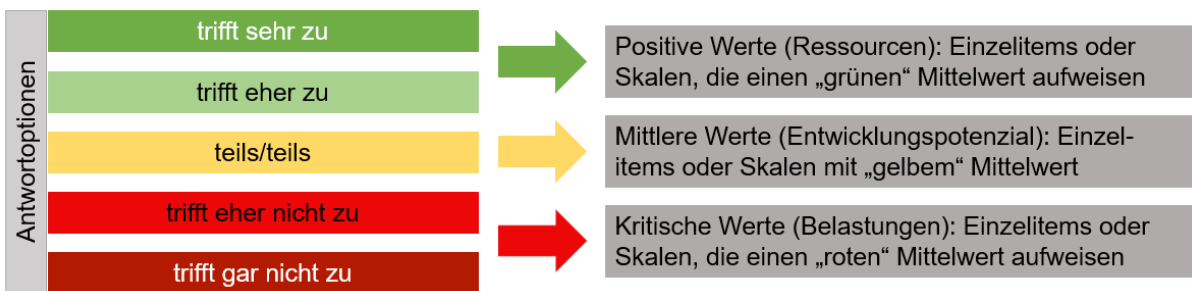 Antwortoptionen
trifft sehr zu
trifft eher zu
teils/teils
trifft eher nicht zu
trifft gar nicht zu
Positive Werte (Ressourcen): Einzelitems oder
Skalen, die einen „grünen“ Mittelwert aufweisen
Mittlere Werte (Entwicklungspotenzial): Einzel-
items oder Skalen mit „gelbem“ Mittelwert
Kritische Werte (Belastungen): Einzelitems oder
Skalen, die einen „roten“ Mittelwert aufweisen